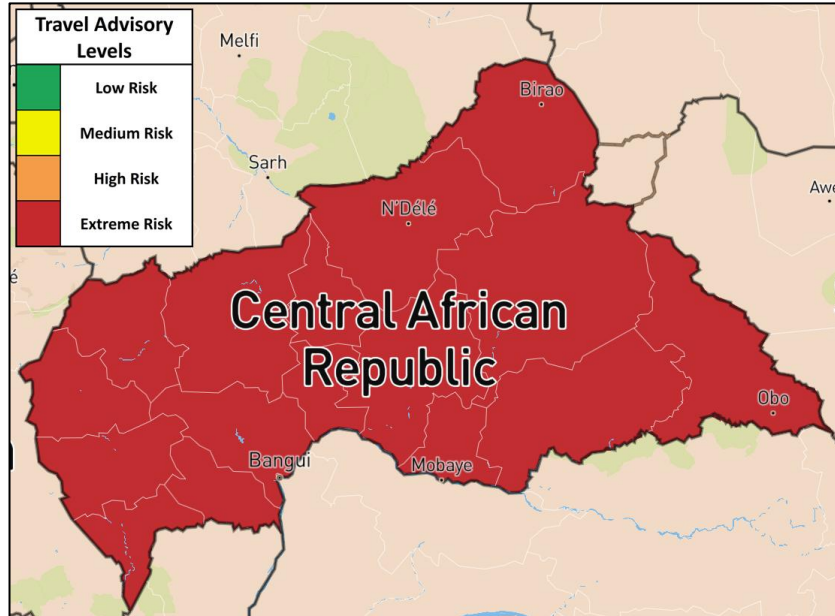 Travel Advisory
Levels
Low Risk
Medium Risk
High Risk
Extreme Risk
Melfi
Birao
Sarh
N'Délé
Central African
Republic
Obo
Bangui
Mobaye